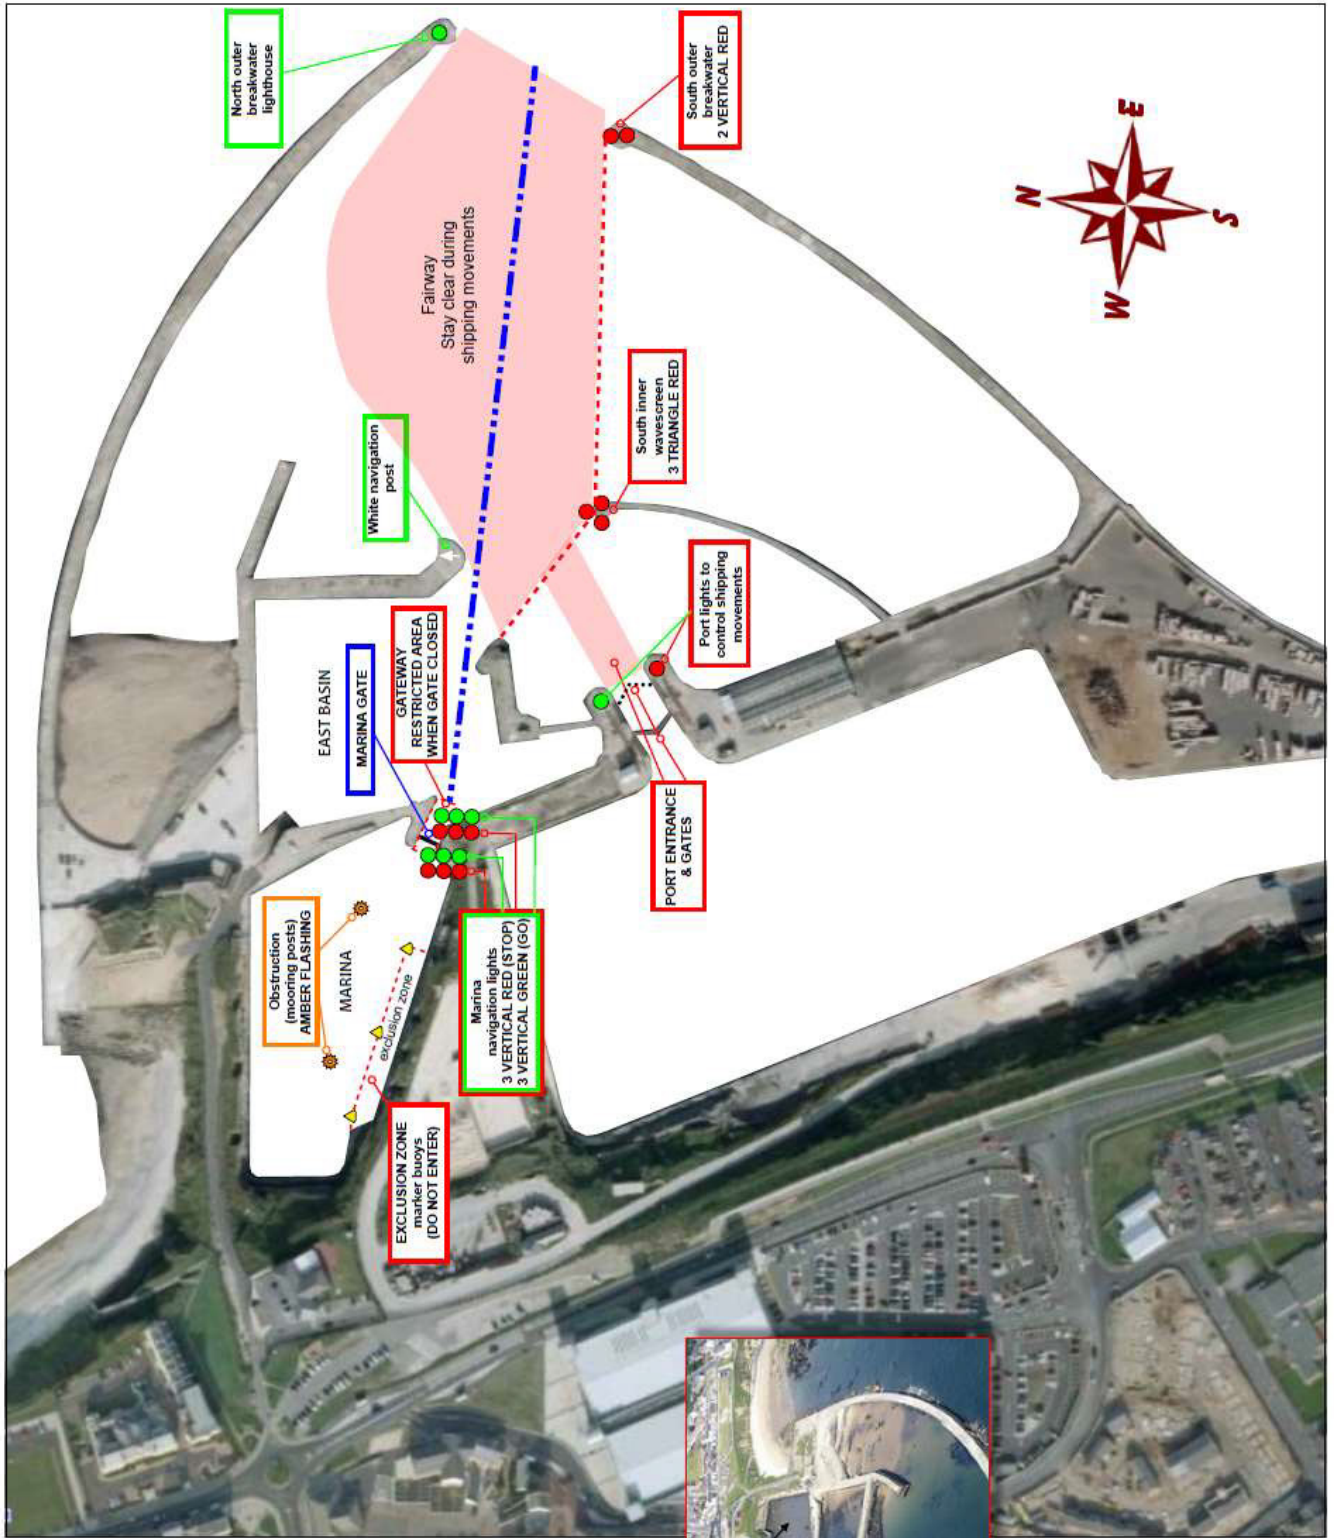 North outer
breakwater
lighthouse
South outer
breakwater
2 VERTICAL RED
N
E
S
W
Fairway
Stay clear during
shipping movements
White navigation
post
South inner
wavescreen
3 TRIANGLE RED
Port lights to
control shipping
movements
EAST BASIN
MARINA GATE
GATEWAY
RESTRICTED AREA
WHEN GATE CLOSED
PORT ENTRANCE
& GATES
Obstruction
(mooring posts)
AMBER FLASHING
MARINA
exclusion zone
Marina
navigation lights
3 VERTICAL RED (STOP)
3 VERTICAL GREEN (GO)
EXCLUSION ZONE
marker buoys
(DO NOT ENTER)